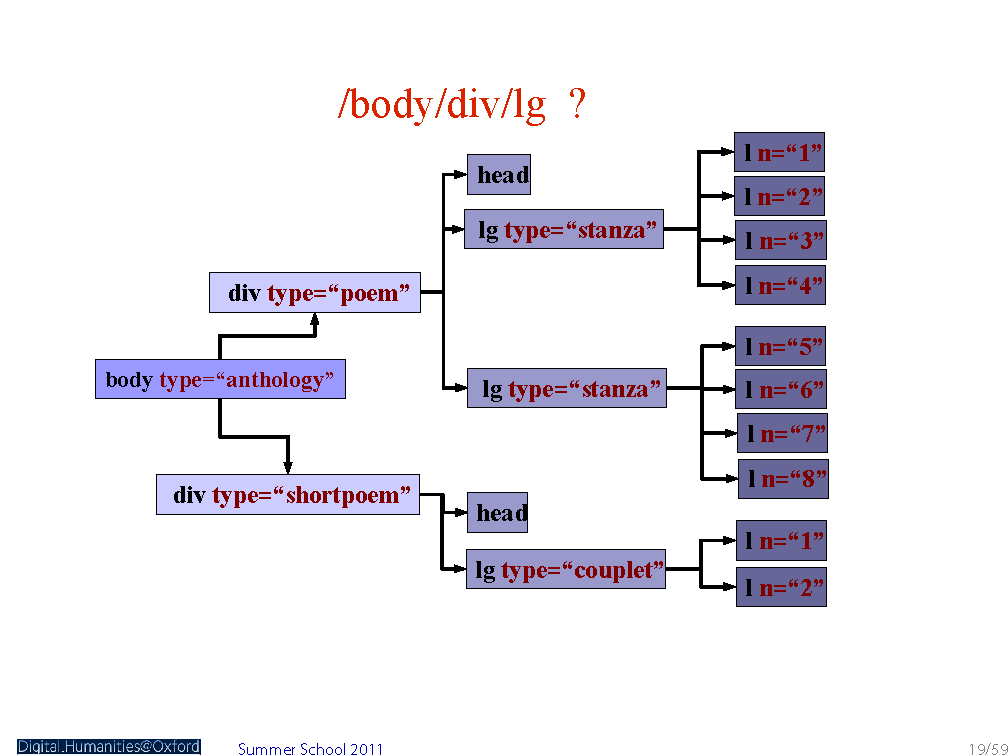 /body/div/lg ?
head
lg type=“stanza”
l n=“1”
l n=“2”
l n=“3”
l n=“4”
div type=“poem”
body type=“anthology”
lg type=“stanza”
l n=“5”
l n=“6”
l n=“7”
l n=“8”
div type=“shortpoem”
head
lg type=“couplet”
l n=“1”
l n=“2”
Digital.Humanities@Oxford
Summer School 2011
19/59